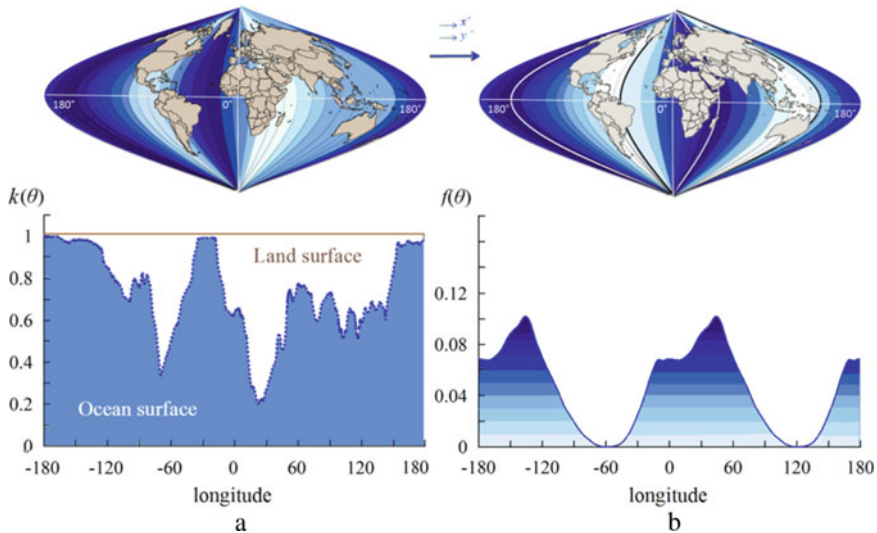 x´
y´
180° 0° 180°
180° 0° 180°
k(θ)
1
0.8
0.6
0.4
0.2
0
Land surface
Ocean surface
-180 -120 -60 0 60 120 180
longitude
a
f(θ)
0.12
0.08
0.04
0
-180 -120 -60 0 60 120 180
longitude
b